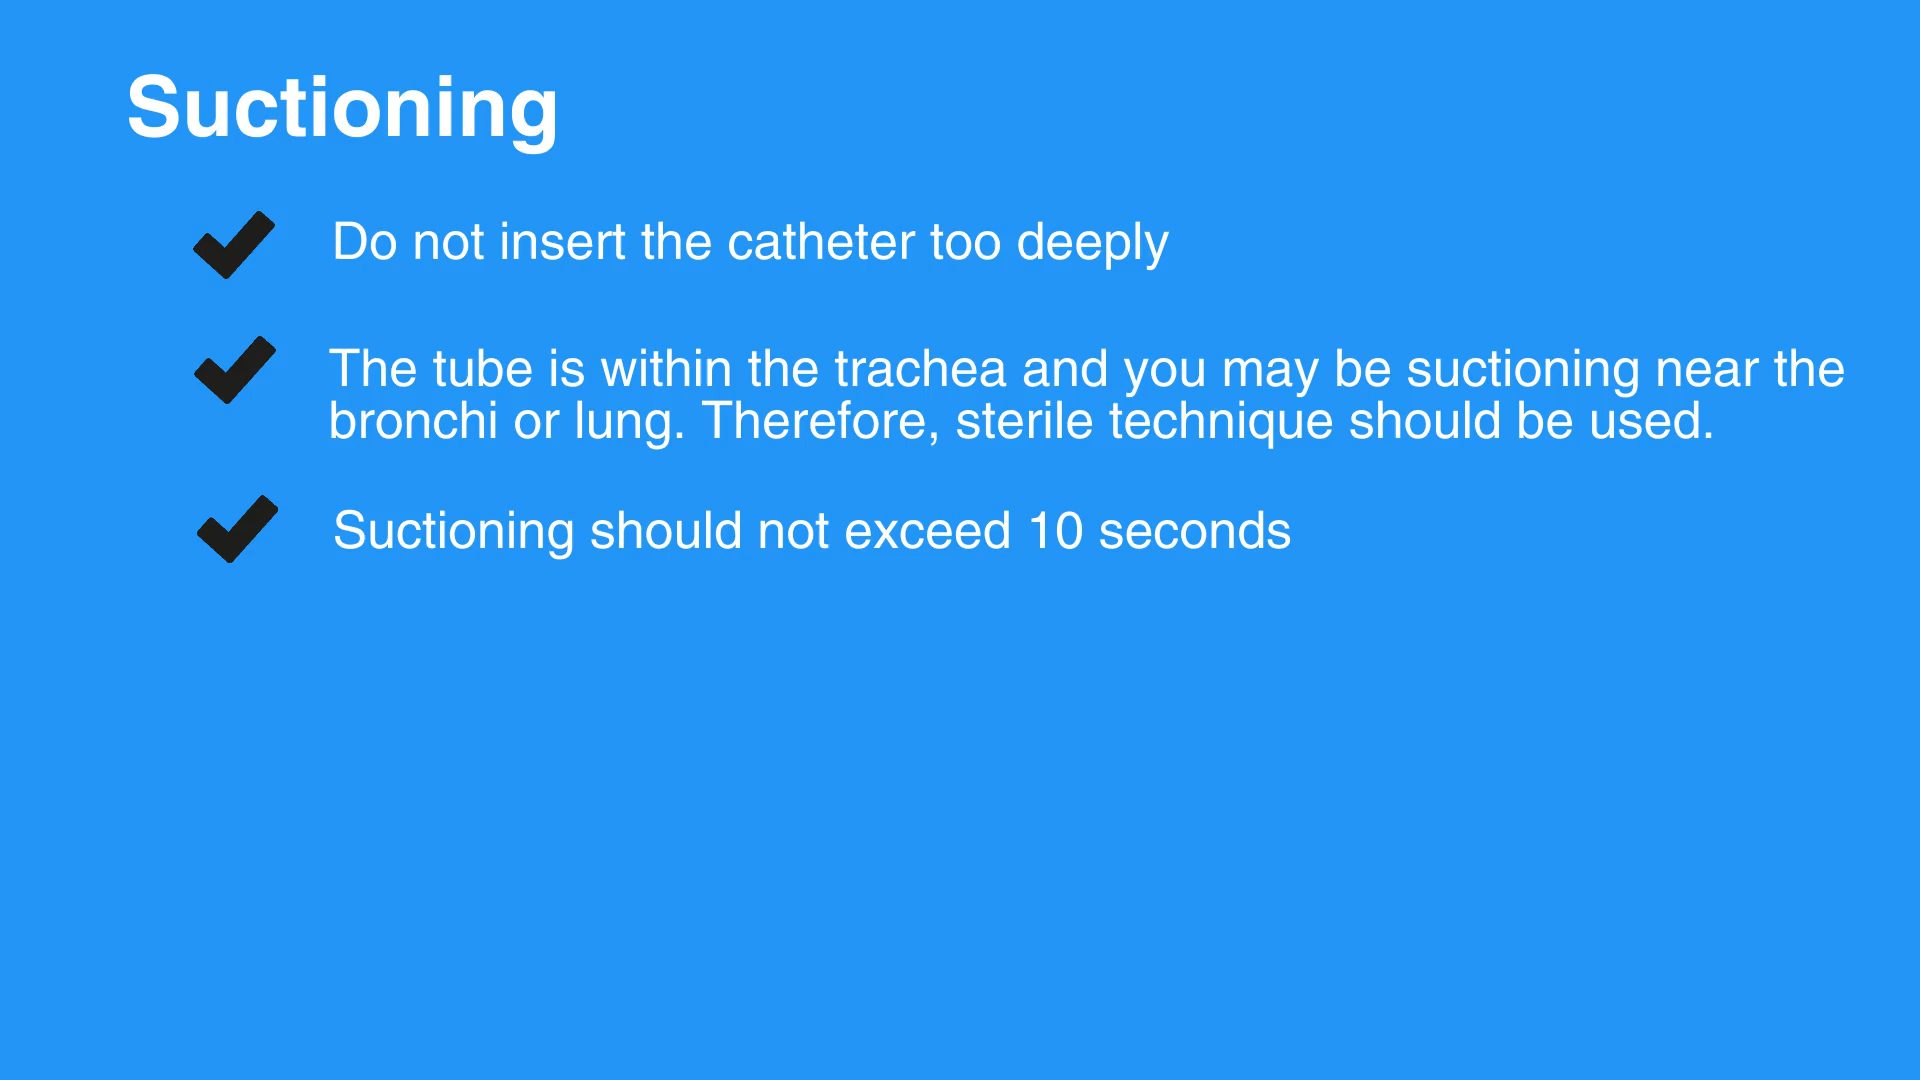 Suctioning
Do not insert the catheter too deeply
The tube is within the trachea and you may be suctioning near the
bronchi or lung. Therefore, sterile technique should be used.
Suctioning should not exceed 10 seconds